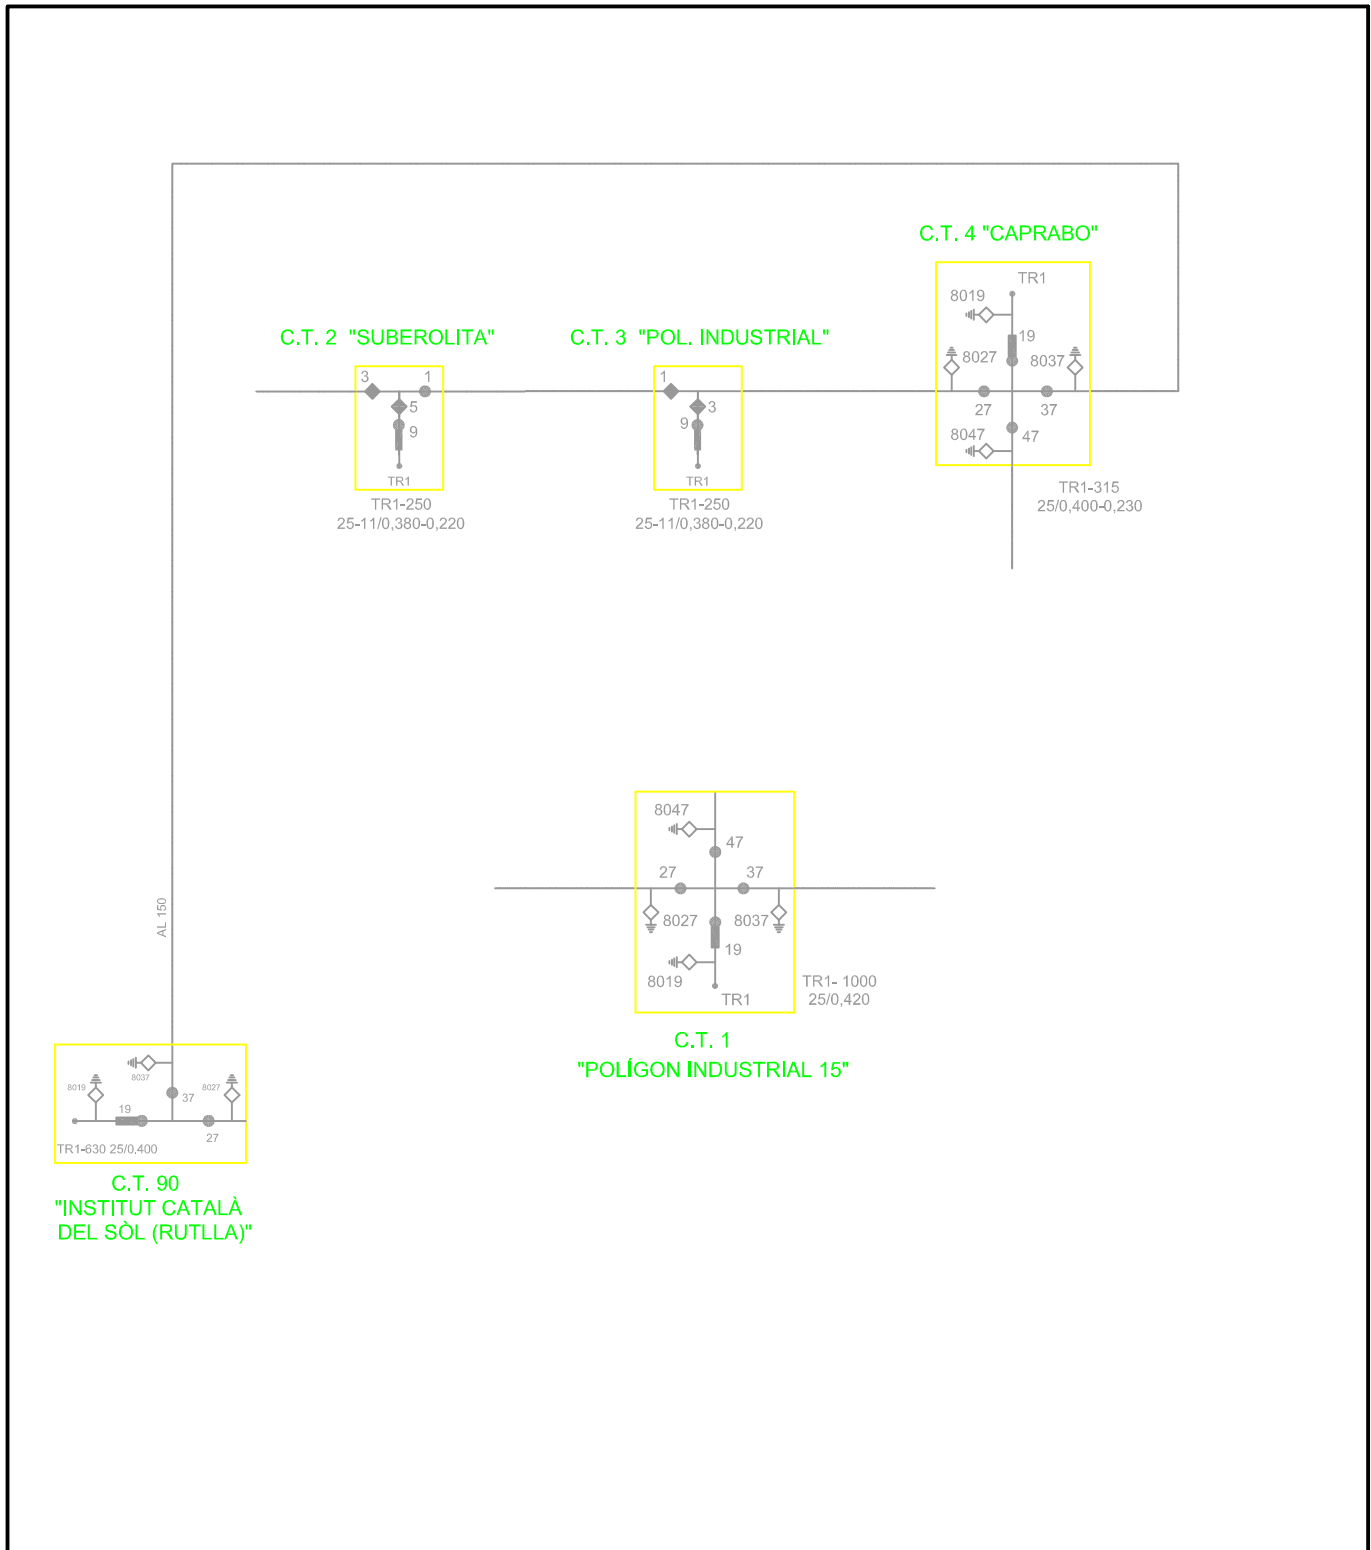 C.T. 4 "CAPRABO"
TR1
8019
19
8027
8037
27
37
8047
47
TR1-315
25/0,400-0,230
C.T. 2 "SUBEROLITA"
3
1
5
9
TR1
TR1-250
25-11/0,380-0,220
C.T. 3 "POL. INDUSTRIAL"
1
3
9
TR1
TR1-250
25-11/0,380-0,220
8047
47
27
37
8027
8037
19
8019
TR1
TR1- 1000
25/0,420
C.T. 1
"POLÍGON INDUSTRIAL 15"
AL 150
8037
8019
8027
37
19
27
TR1-630 25/0.400
C.T. 90
"INSTITUT CATALÀ
DEL SÒL (RUTLLA)"